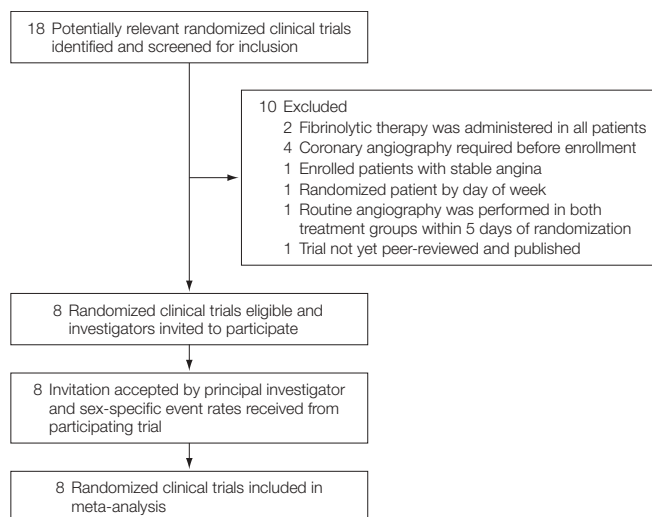 18 Potentially relevant randomized clinical trials
identified and screened for inclusion
10 Excluded
2 Fibrinolytic therapy was administered in all patients
4 Coronary angiography required before enrollment
1 Enrolled patients with stable angina
1 Randomized patient by day of week
1 Routine angiography was performed in both
treatment groups within 5 days of randomization
1 Trial not yet peer-reviewed and published
8 Randomized clinical trials eligible and
investigators invited to participate
8 Invitation accepted by principal investigator
and sex-specific event rates received from
participating trial
8 Randomized clinical trials included in
meta-analysis